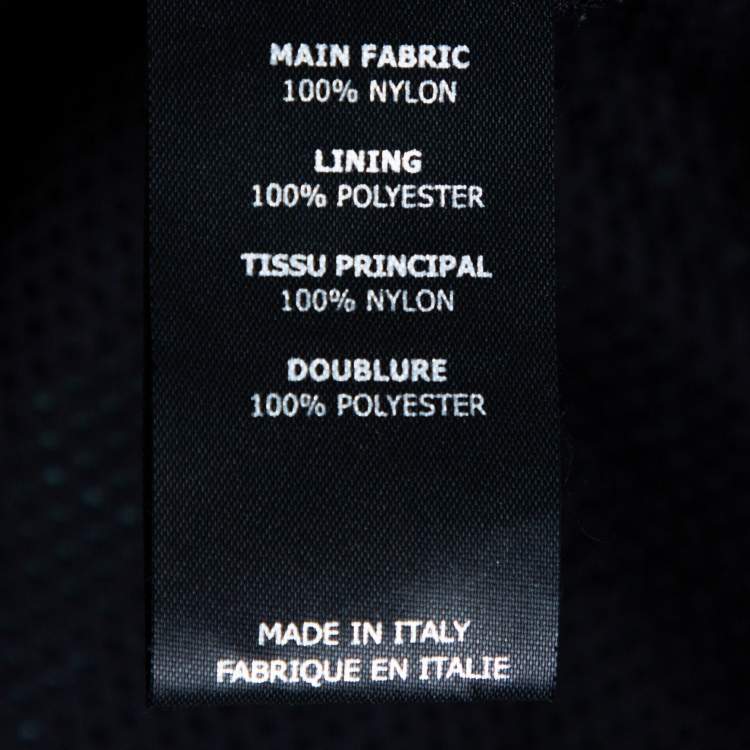 MAIN FABRIC
100% NYLON
LINING
100% POLYESTER
TISSU PRINCIPAL
100% NYLON
DOUBLURE
100% POLYESTER
MADE IN ITALY
FABRIQUE EN ITALIE